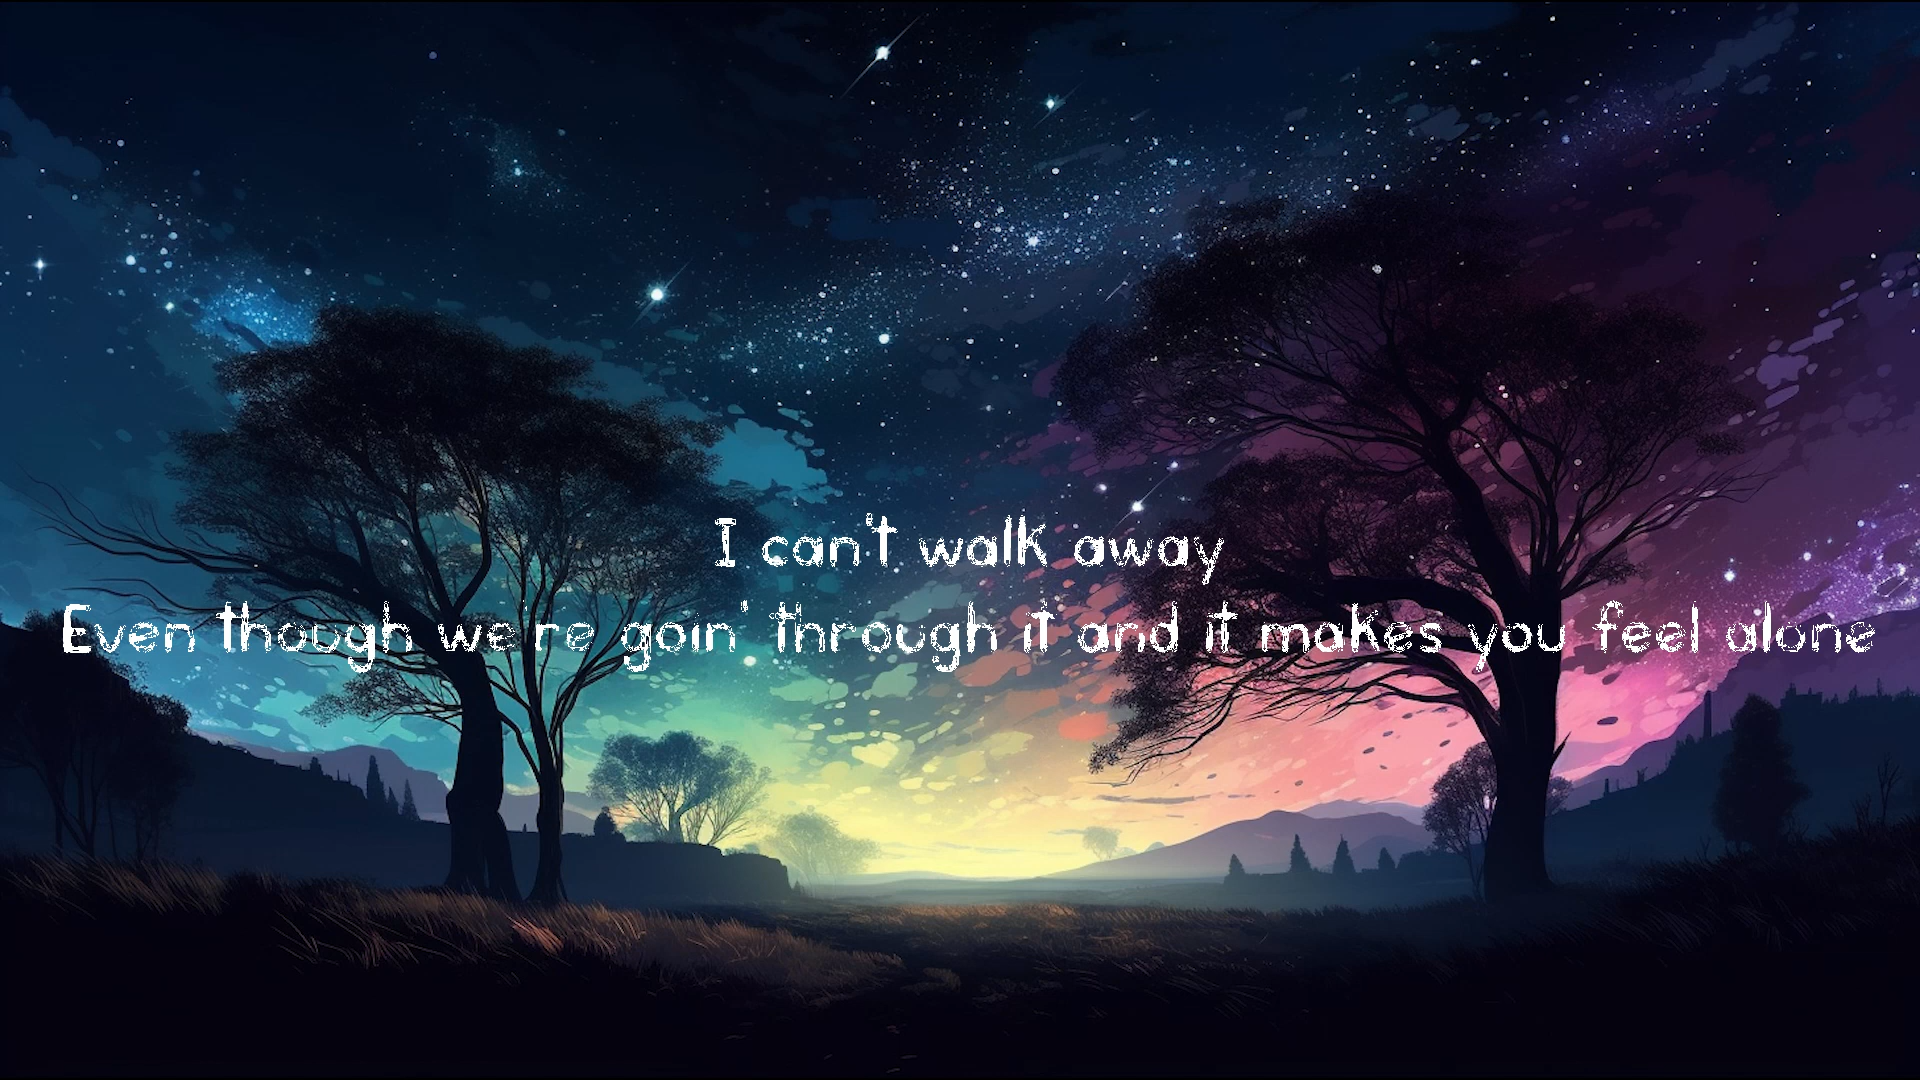 I can't walk away
Even though we're goin' through it and it makes you feel alone